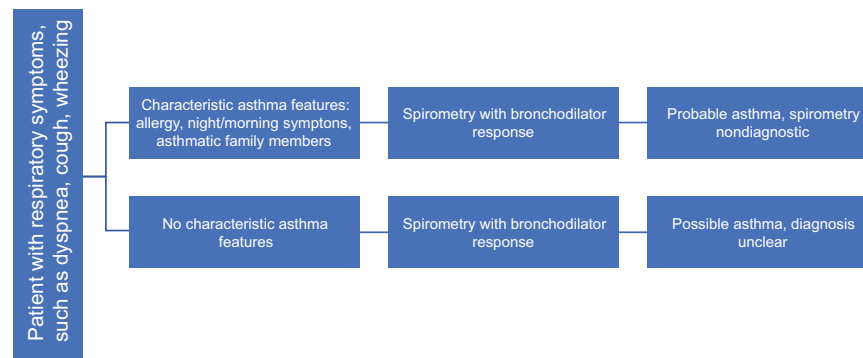 Patient with respiratory symptoms,
such as dyspnea, cough, wheezing
Characteristic asthma features:
allergy, night/morning symptons,
asthmatic family members
Spirometry with bronchodilator
response
Probable asthma, spirometry
nondiagnostic
No characteristic asthma
features
Spirometry with bronchodilator
response
Possible asthma, diagnosis
unclear